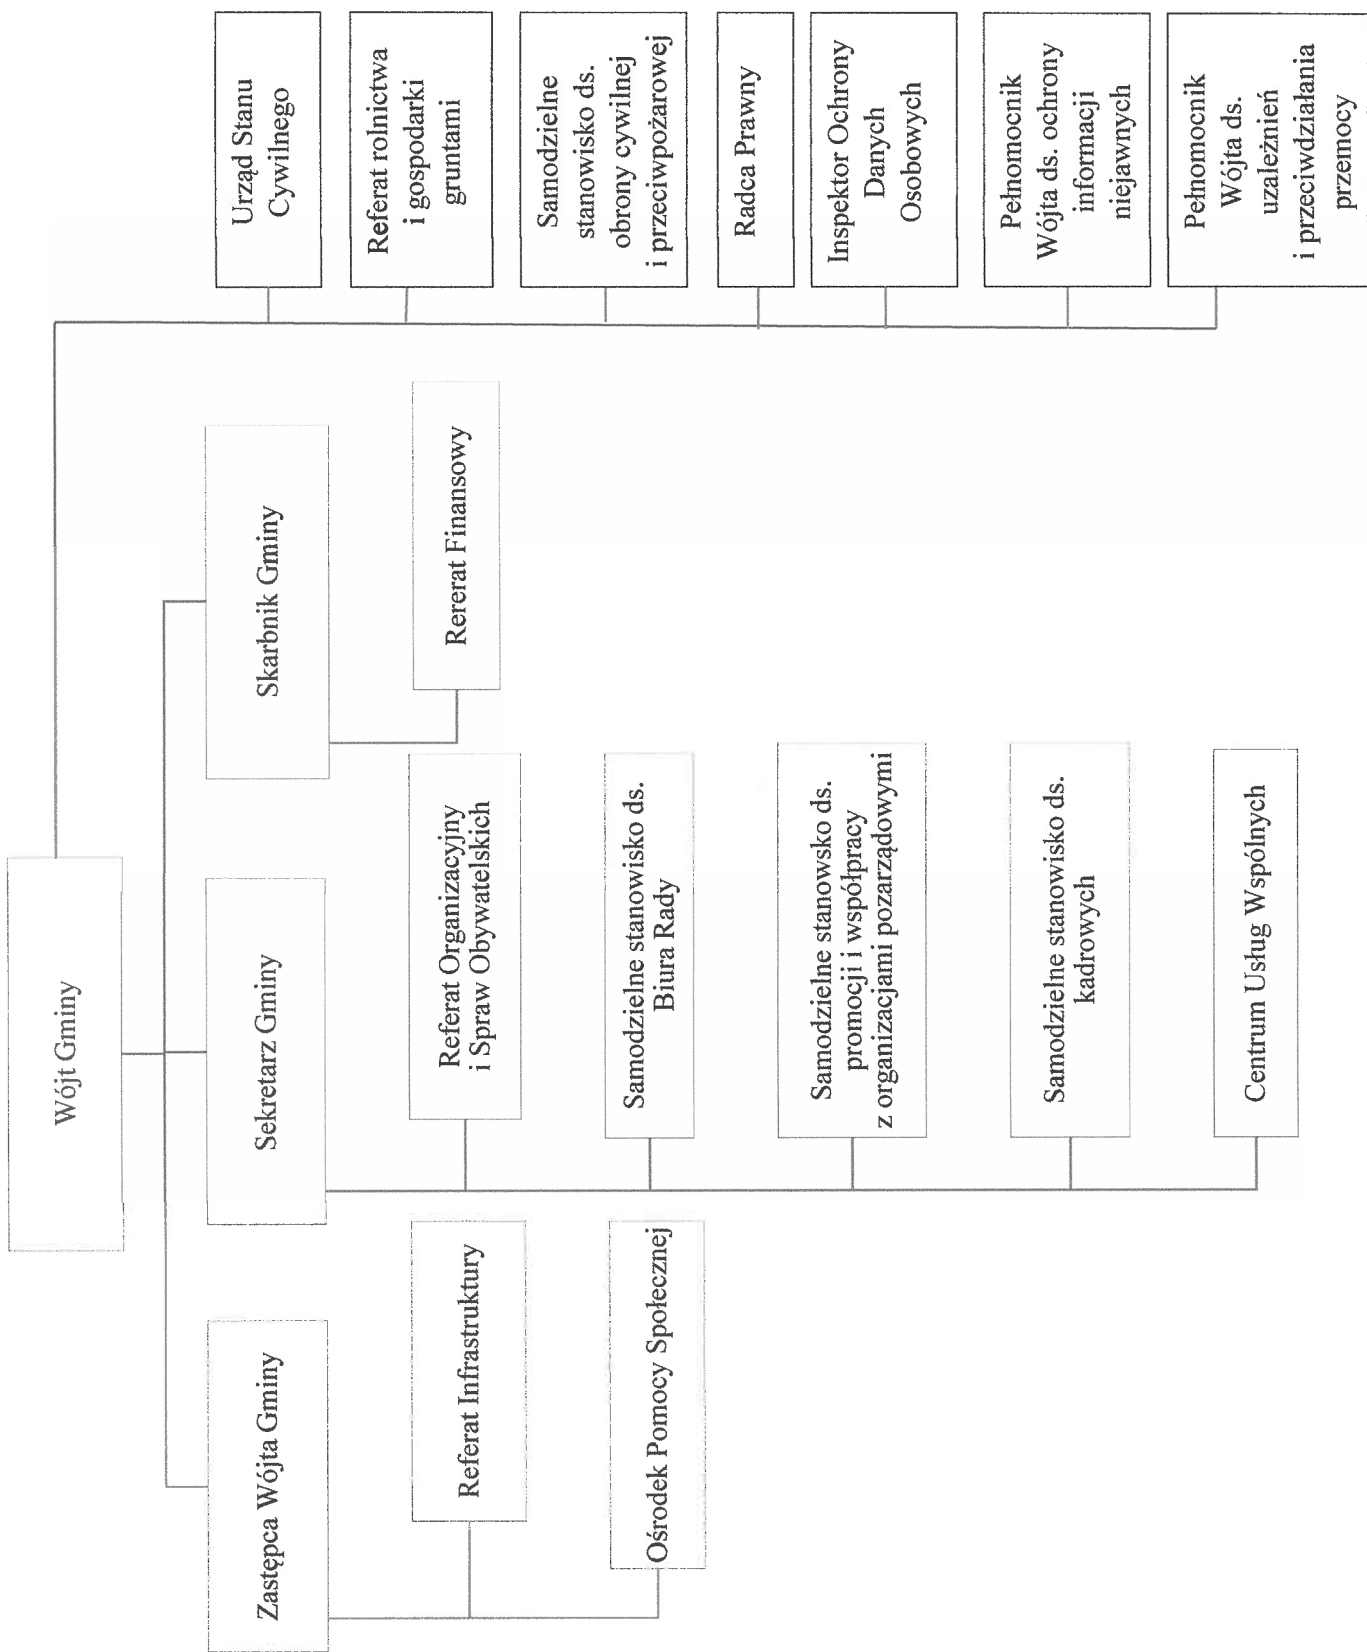 Wójt Gminy
Zastępca Wójta Gminy
Sekretarz Gminy
Skarbnik Gminy
Referat Infrastruktury
Ośrodek Pomocy Społecznej
Referat Organizacyjny
i Spraw Obywatelskich
Samodzielne stanowisko ds.
Biura Rady
Samodzielne stanowsko ds.
promocji i współpracy
z organizacjami pozarządowymi
Samodzielne stanowisko ds.
kadrowych
Centrum Usług Wspólnych
Rererat Finansowy
Urząd Stanu
Cywilnego
Referat rolnictwa
i gospodarki
gruntami
Samodzielne
stanowisko ds.
obrony cywilnej
i przeciwpożarowej
Radca Prawny
Inspektor Ochrony
Danych
Osobowych
Pełnomocnik
Wójta ds. ochrony
informacji
niejawnych
Pełnomocnik
Wójta ds.
uzależnień
i przeciwdziałania
przemocy